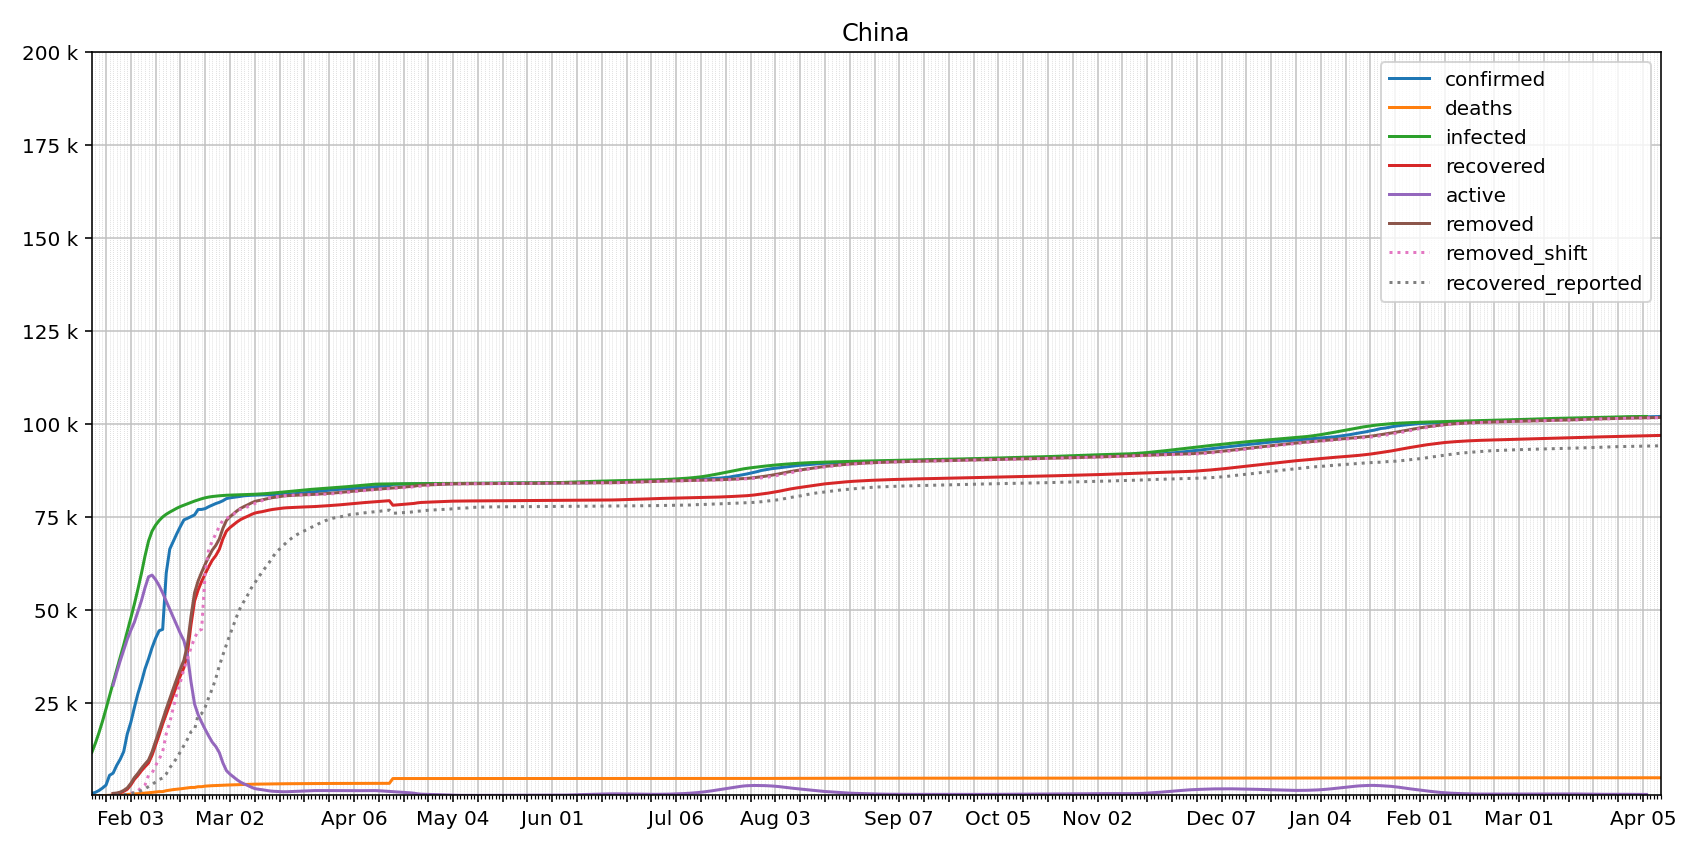 China
200 k
175 k
150 k
125 k
100 k
75 k
50 k
25 k
confirmed
deaths
infected
recovered
active
removed
removed_shift
recovered_reported
Feb 03 Mar 02 Apr 06 May 04 Jun 01 Jul 06 Aug 03 Sep 07 Oct 05 Nov 02 Dec 07 Jan 04 Feb 01 Mar 01 Apr 05